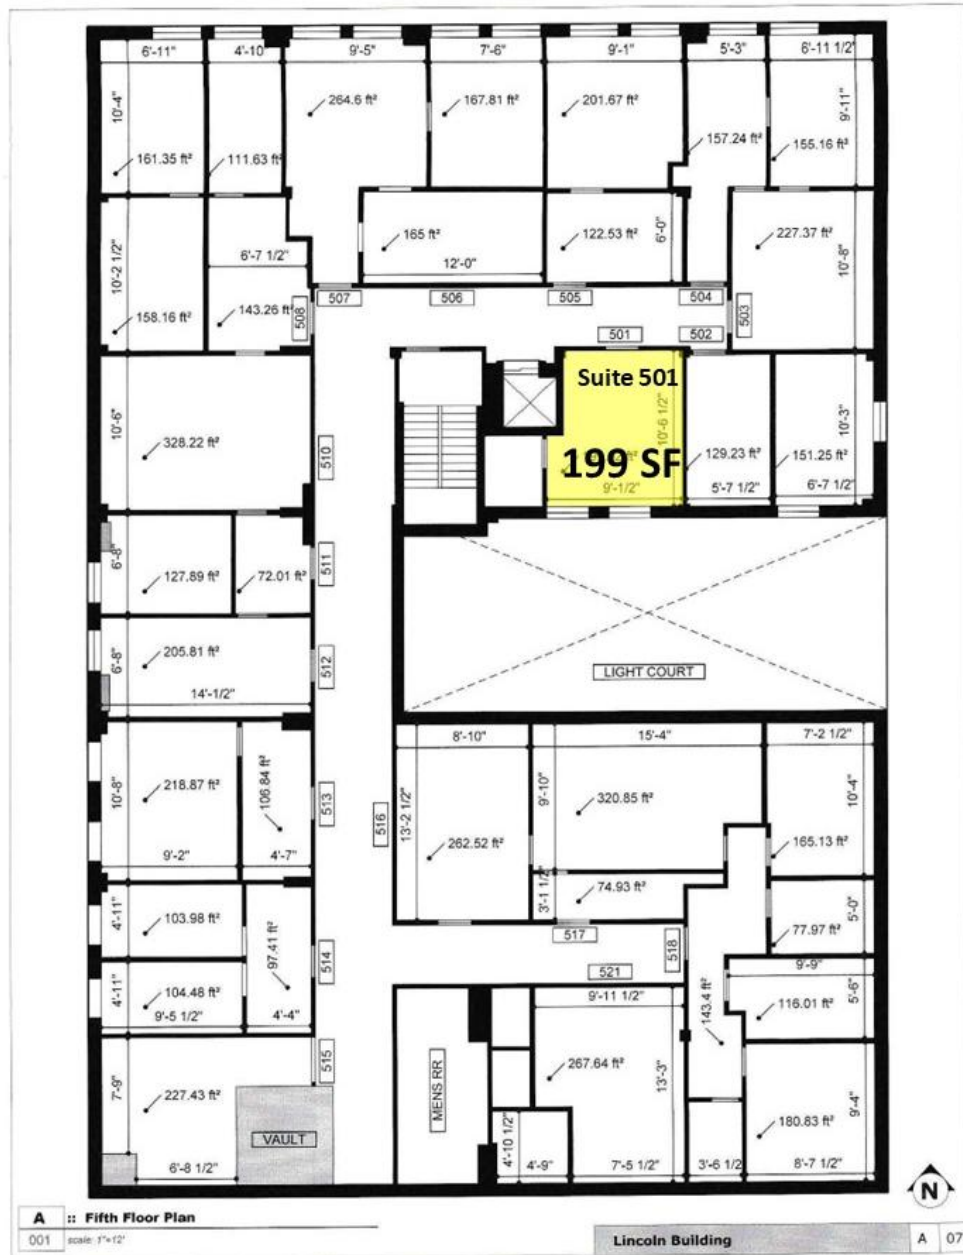 6'-11"
4'-10
9'-5"
7'-6"
9'-1"
5'-3"
6'-11 1/2"
10'-4"
264.6 ft²
167.81 ft²
201.67 ft²
9'-11"
157.24 ft²
161.35 ft²
111.63 ft²
155.16 ft²
10'-2 1/2"
165 ft²
122.53 ft²
6'-0"
227.37 ft²
6'-7 1/2"
12'-0"
10'-8"
158.16 ft²
143.26 ft²
508
507
506
505
504
503
501
502
Suite 501
10'-6"
328.22 ft²
510
10'-6 1/2"
199 SF
9'-1/2"
129.23 ft²
5'-7 1/2"
151.25 ft²
10'-3"
6'-7 1/2"
6'-8"
127.89 ft²
72.01 ft²
511
6'-8"
205.81 ft²
14'-1/2"
512
LIGHT COURT
10'-8"
218.87 ft²
9'-2"
106.84 ft²
4'-7"
513
516
8'-10"
13'-2 1/2"
262.52 ft²
15'-4"
9'-10"
320.85 ft²
7'-2 1/2"
10'-4"
165.13 ft²
3'-1 1/2"
74.93 ft²
5'-0"
77.97 ft²
4'-11"
103.98 ft²
97.41 ft²
514
517
518
521
4'-11"
104.48 ft²
9'-5 1/2"
4'-4"
9'-11 1/2"
143.4 ft²
9'-9"
116.01 ft²
5'-6"
515
7'-9"
227.43 ft²
VAULT
6'-8 1/2"
MENS RR
267.64 ft²
13'-3"
4'-10 1/2"
4'-9"
7'-5 1/2"
3'-6 1/2
180.83 ft²
9'-4"
8'-7 1/2"
N
A :: Fifth Floor Plan
001 scale: 1"=12'
Lincoln Building A 07